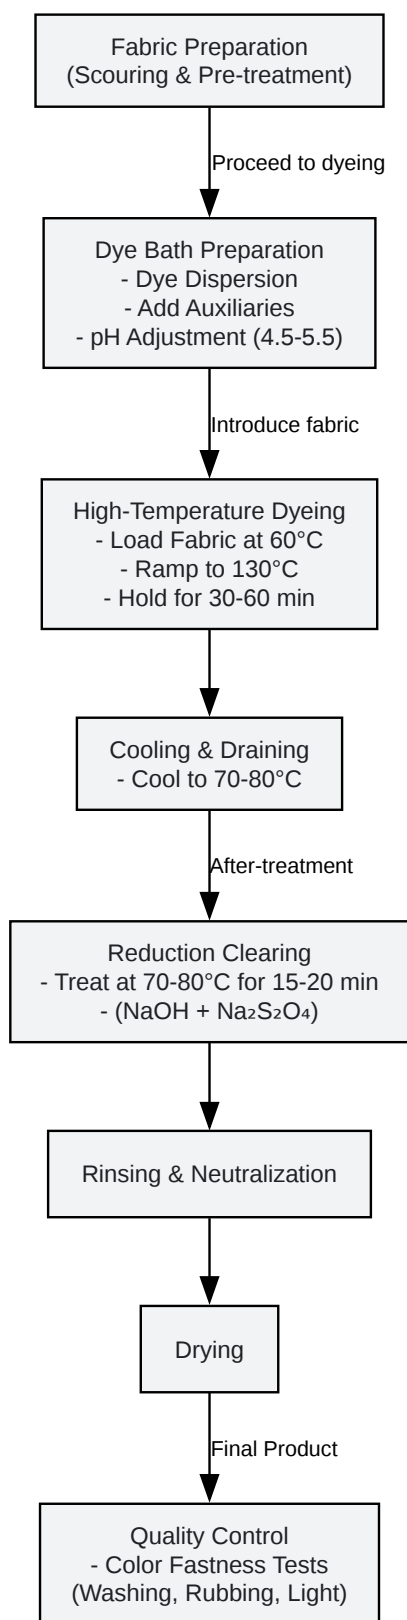 Fabric Preparation
(Scouring & Pre-treatment)
Proceed to dyeing
Dye Bath Preparation
- Dye Dispersion
- Add Auxiliaries
- pH Adjustment (4.5-5.5)
Introduce fabric
High-Temperature Dyeing
- Load Fabric at 60°C
- Ramp to 130°C
- Hold for 30-60 min
Cooling & Draining
- Cool to 70-80°C
After-treatment
Reduction Clearing
- Treat at 70-80°C for 15-20 min
- (NaOH + Na₂S₂O₄)
Rinsing & Neutralization
Drying
Final Product
Quality Control
- Color Fastness Tests
(Washing, Rubbing, Light)